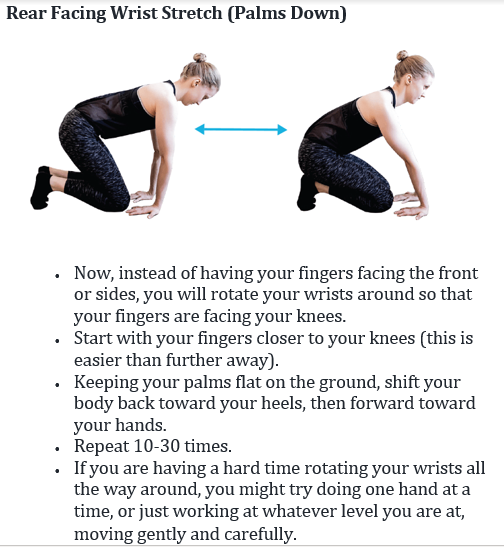 Rear Facing Wrist Stretch (Palms Down)
• Now, instead of having your fingers facing the front
or sides, you will rotate your wrists around so that
your fingers are facing your knees.
• Start with your fingers closer to your knees (this is
easier than further away).
• Keeping your palms flat on the ground, shift your
body back toward your heels, then forward toward
your hands.
• Repeat 10-30 times.
• If you are having a hard time rotating your wrists all
the way around, you might try doing one hand at a
time, or just working at whatever level you are at,
moving gently and carefully.